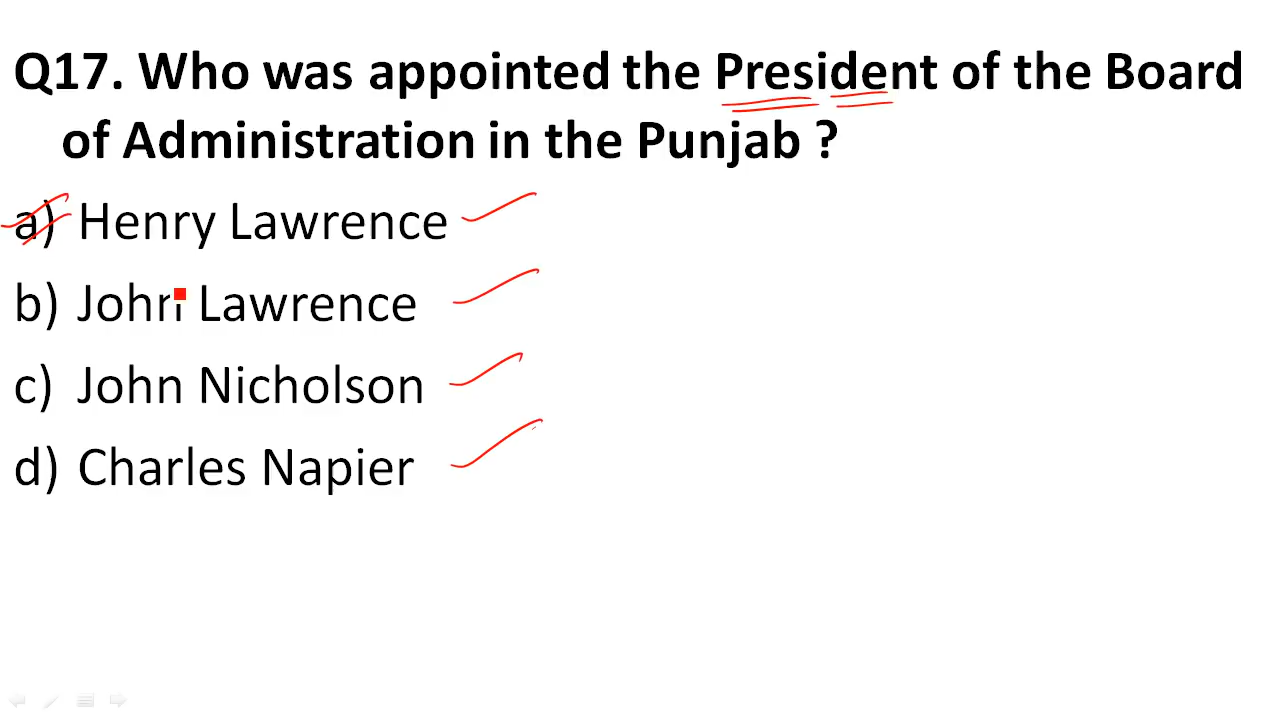 Q17. Who was appointed the President of the Board
of Administration in the Punjab ?
a) Henry Lawrence
b) John Lawrence
c) John Nicholson
d) Charles Napier